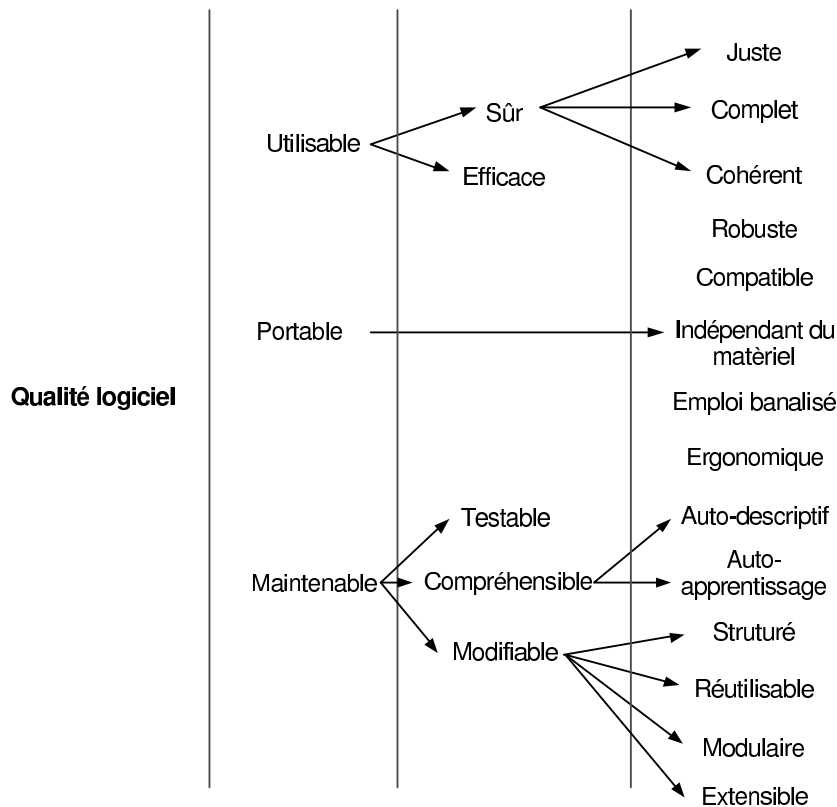 Juste
Sûr
Complet
Utilisable
Efficace
Cohérent
Robuste
Compatible
Portable
Indépendant du
matèriel
Qualité logiciel
Emploi banalisé
Ergonomique
Testable
Auto-descriptif
Auto-
apprentissage
Maintenable
Compréhensible
Struturé
Modifiable
Réutilisable
Modulaire
Extensible